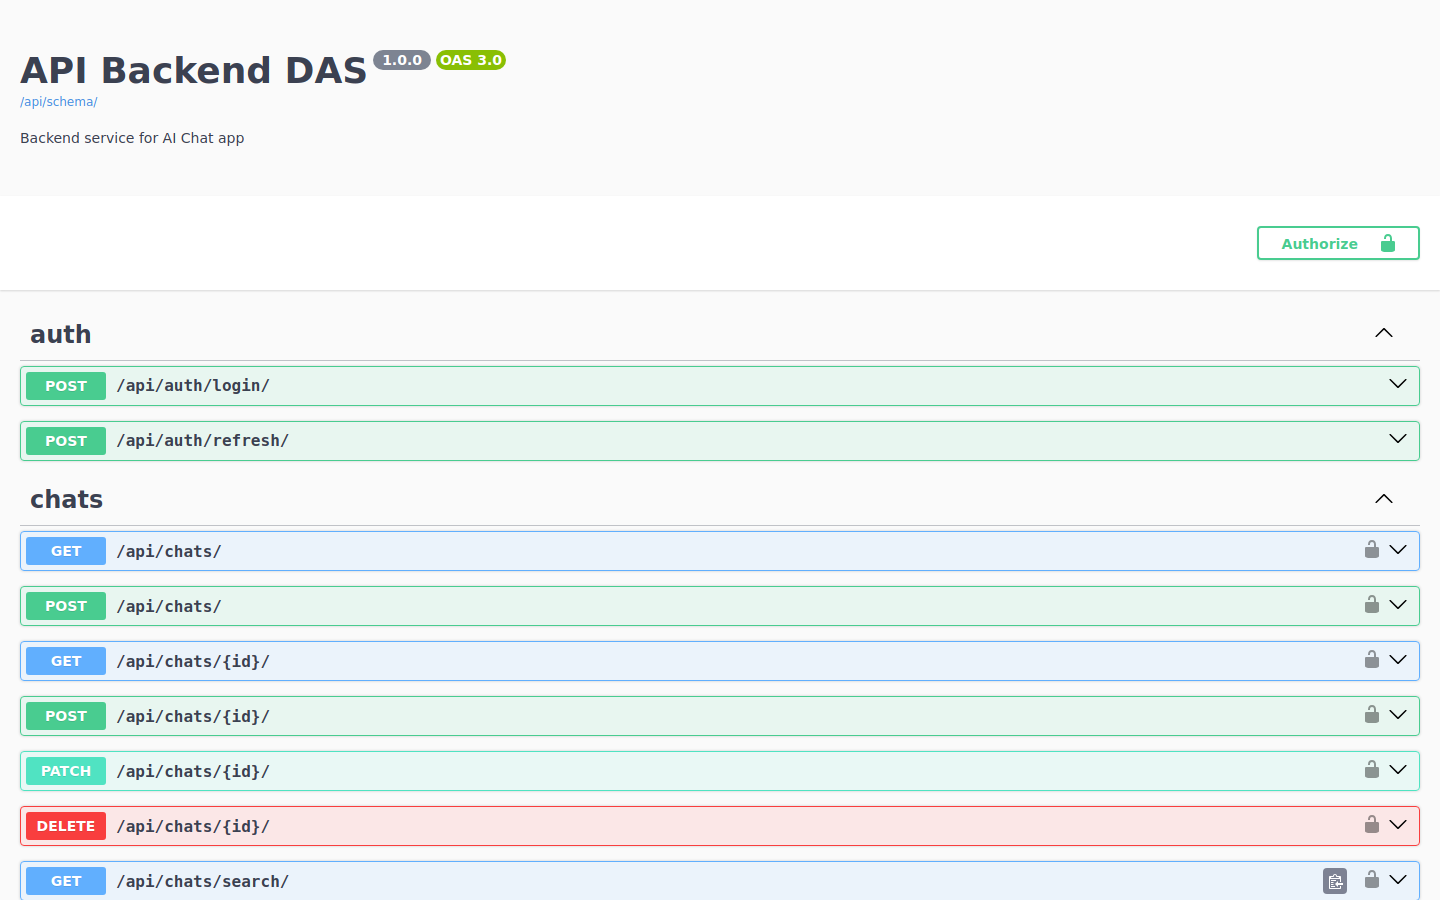 API Backend DAS 1.0.0 OAS 3.0
/api/schema/
Backend service for AI Chat app
Authorize
auth
POST /api/auth/login/
POST /api/auth/refresh/
chats
GET /api/chats/
POST /api/chats/
GET /api/chats/{id}/
POST /api/chats/{id}/
PATCH /api/chats/{id}/
DELETE /api/chats/{id}/
GET /api/chats/search/